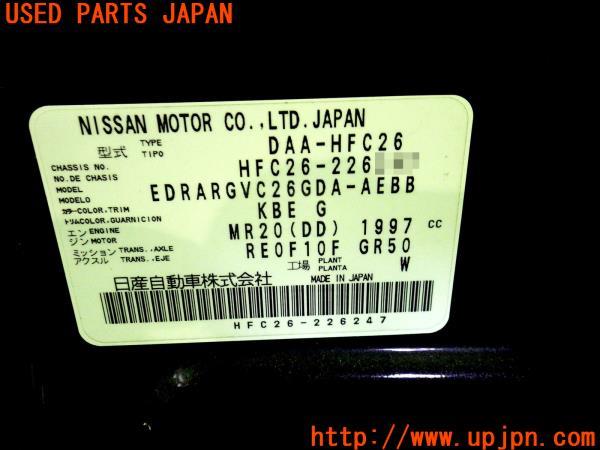 USED PARTS JAPAN
NISSAN MOTOR CO.,LTD.JAPAN
型式 TYPE TIPO DAA-HFC26
CHASSIS NO. NO.DE CHASIS HFC26-226
MODEL MODELO EDRARGVC26GDA-AEBB
カラー COLOR,TRIM トリム COLOR,GUARNICION KBE G
エンジン ENGINE MOTOR MR20(DD) 1997 CC
ミッション TRANS.,AXLE アクスル TRANS.,EJE RE0F10F GR50
工場 PLANT PLANTA W
日産自動車株式会社 MADE IN JAPAN
HFC26-226247
http://www.upjpn.com